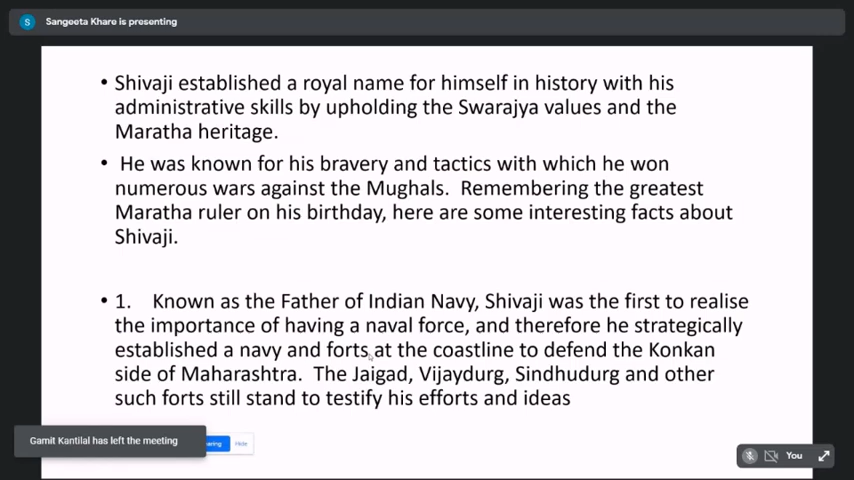 S Sangeeta Khare is presenting
• Shivaji established a royal name for himself in history with his
administrative skills by upholding the Swarajya values and the
Maratha heritage.
• He was known for his bravery and tactics with which he won
numerous wars against the Mughals. Remembering the greatest
Maratha ruler on his birthday, here are some interesting facts about
Shivaji.
• 1. Known as the Father of Indian Navy, Shivaji was the first to realise
the importance of having a naval force, and therefore he strategically
established a navy and forts at the coastline to defend the Konkan
side of Maharashtra. The Jaigad, Vijaydurg, Sindhudurg and other
such forts still stand to testify his efforts and ideas
Gamit Kantilal has left the meeting
Hide
You